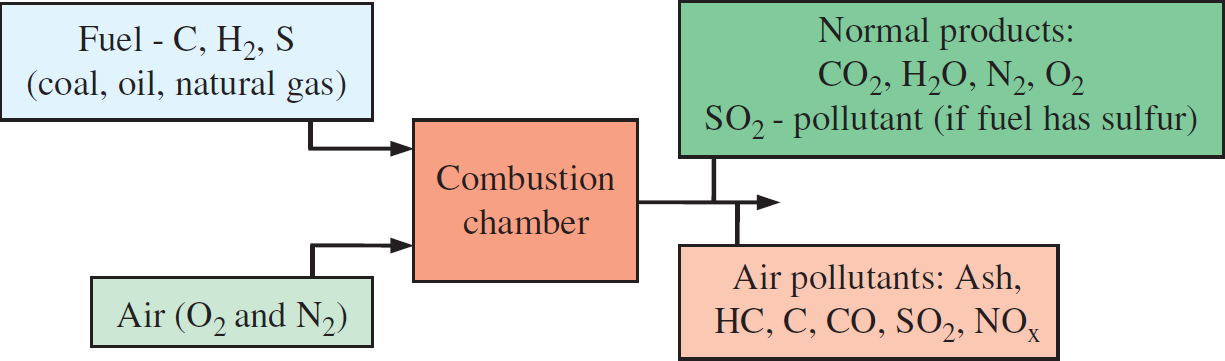 Fuel - C, H₂, S
(coal, oil, natural gas)
Air (O₂ and N₂)
Combustion
chamber
Normal products:
CO₂, H₂O, N₂, O₂
SO₂ - pollutant (if fuel has sulfur)
Air pollutants: Ash,
HC, C, CO, SO₂, NOₓ